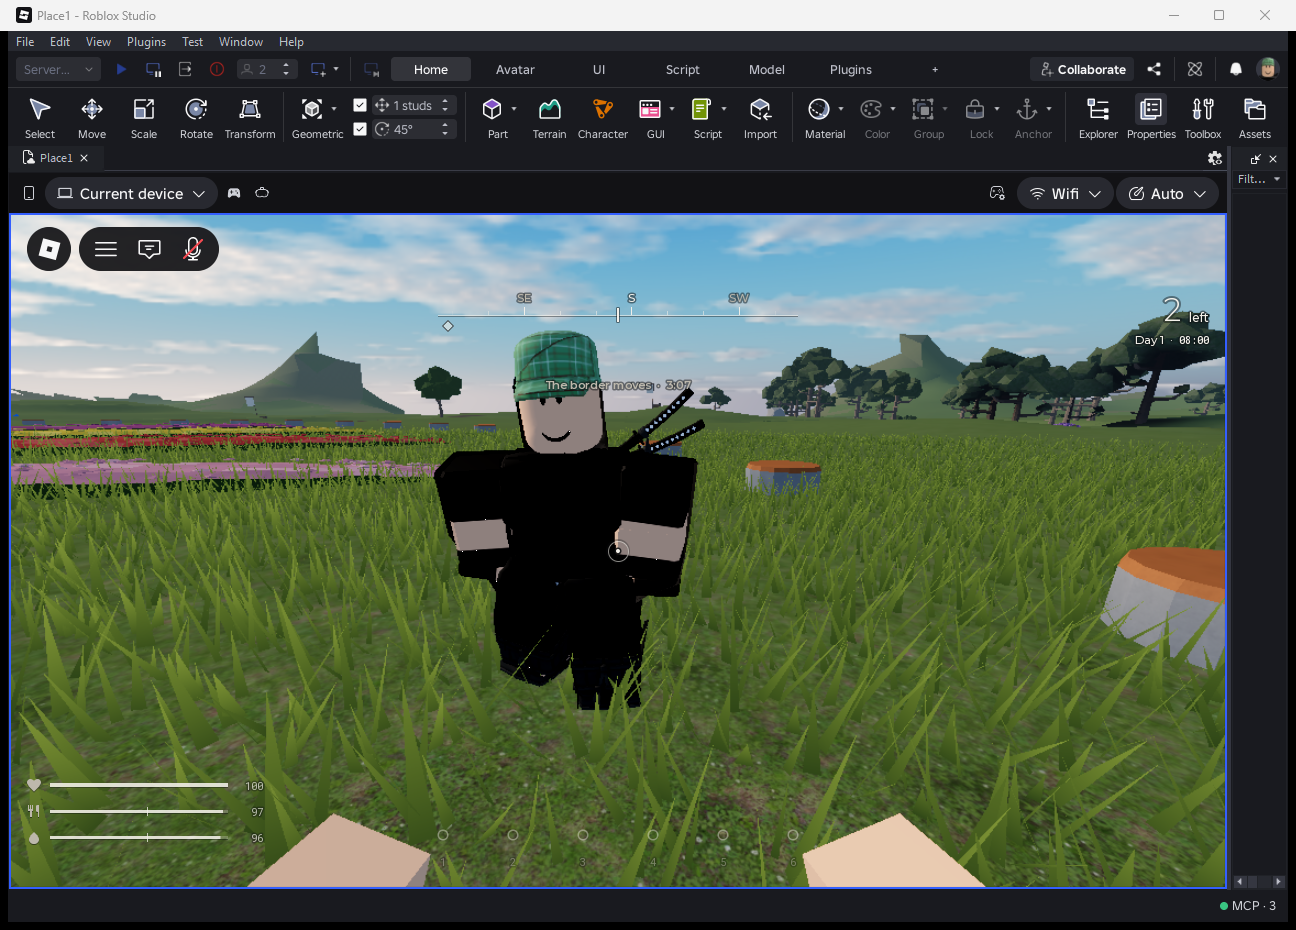 Place1 - Roblox Studio
File Edit View Plugins Test Window Help
Server... 2 Home Avatar UI Script Model Plugins + Collaborate
1 studs
45°
Select Move Scale Rotate Transform Geometric Part Terrain Character GUI Script Import Material Color Group Lock Anchor Explorer Properties Toolbox Assets
Place1
Filt...
Current device Wifi Auto
SE S SW
2 left
Day 1 · 08:00
The border moves · 3:07
100
97
96
1 2 3 4 5 6
MCP · 3